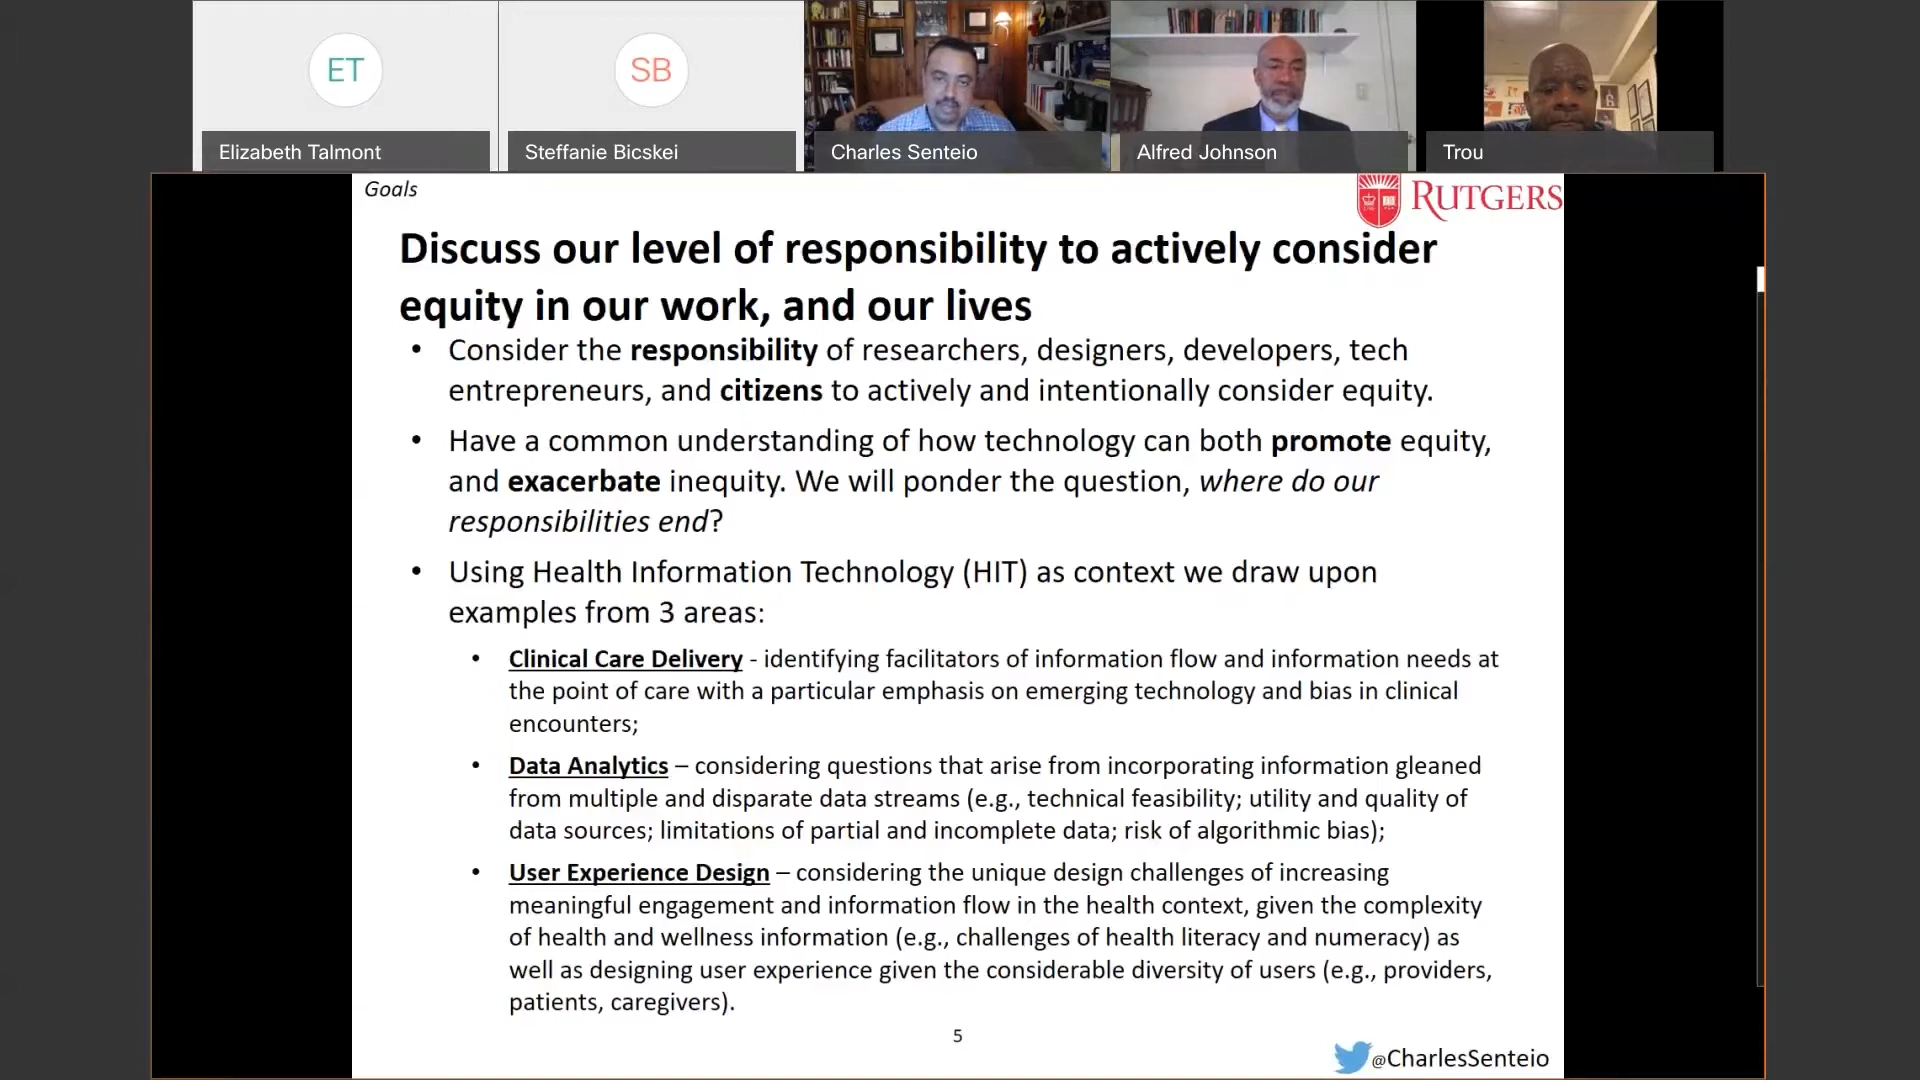 ET
SB
Elizabeth Talmont
Steffanie Bicskei
Charles Senteio
Alfred Johnson
Trou
Goals
RUTGERS
Discuss our level of responsibility to actively consider
equity in our work, and our lives
• Consider the responsibility of researchers, designers, developers, tech
entrepreneurs, and citizens to actively and intentionally consider equity.
• Have a common understanding of how technology can both promote equity,
and exacerbate inequity. We will ponder the question, where do our
responsibilities end?
• Using Health Information Technology (HIT) as context we draw upon
examples from 3 areas:
• Clinical Care Delivery - identifying facilitators of information flow and information needs at
the point of care with a particular emphasis on emerging technology and bias in clinical
encounters;
• Data Analytics – considering questions that arise from incorporating information gleaned
from multiple and disparate data streams (e.g., technical feasibility; utility and quality of
data sources; limitations of partial and incomplete data; risk of algorithmic bias);
• User Experience Design – considering the unique design challenges of increasing
meaningful engagement and information flow in the health context, given the complexity
of health and wellness information (e.g., challenges of health literacy and numeracy) as
well as designing user experience given the considerable diversity of users (e.g., providers,
patients, caregivers).
5
@CharlesSenteio